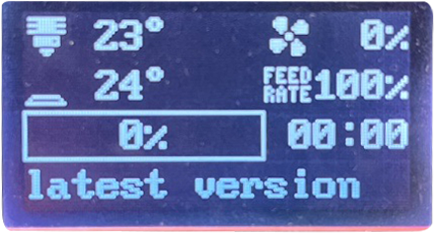 23° 0%
24° FEED RATE 100%
0% 00:00
latest version